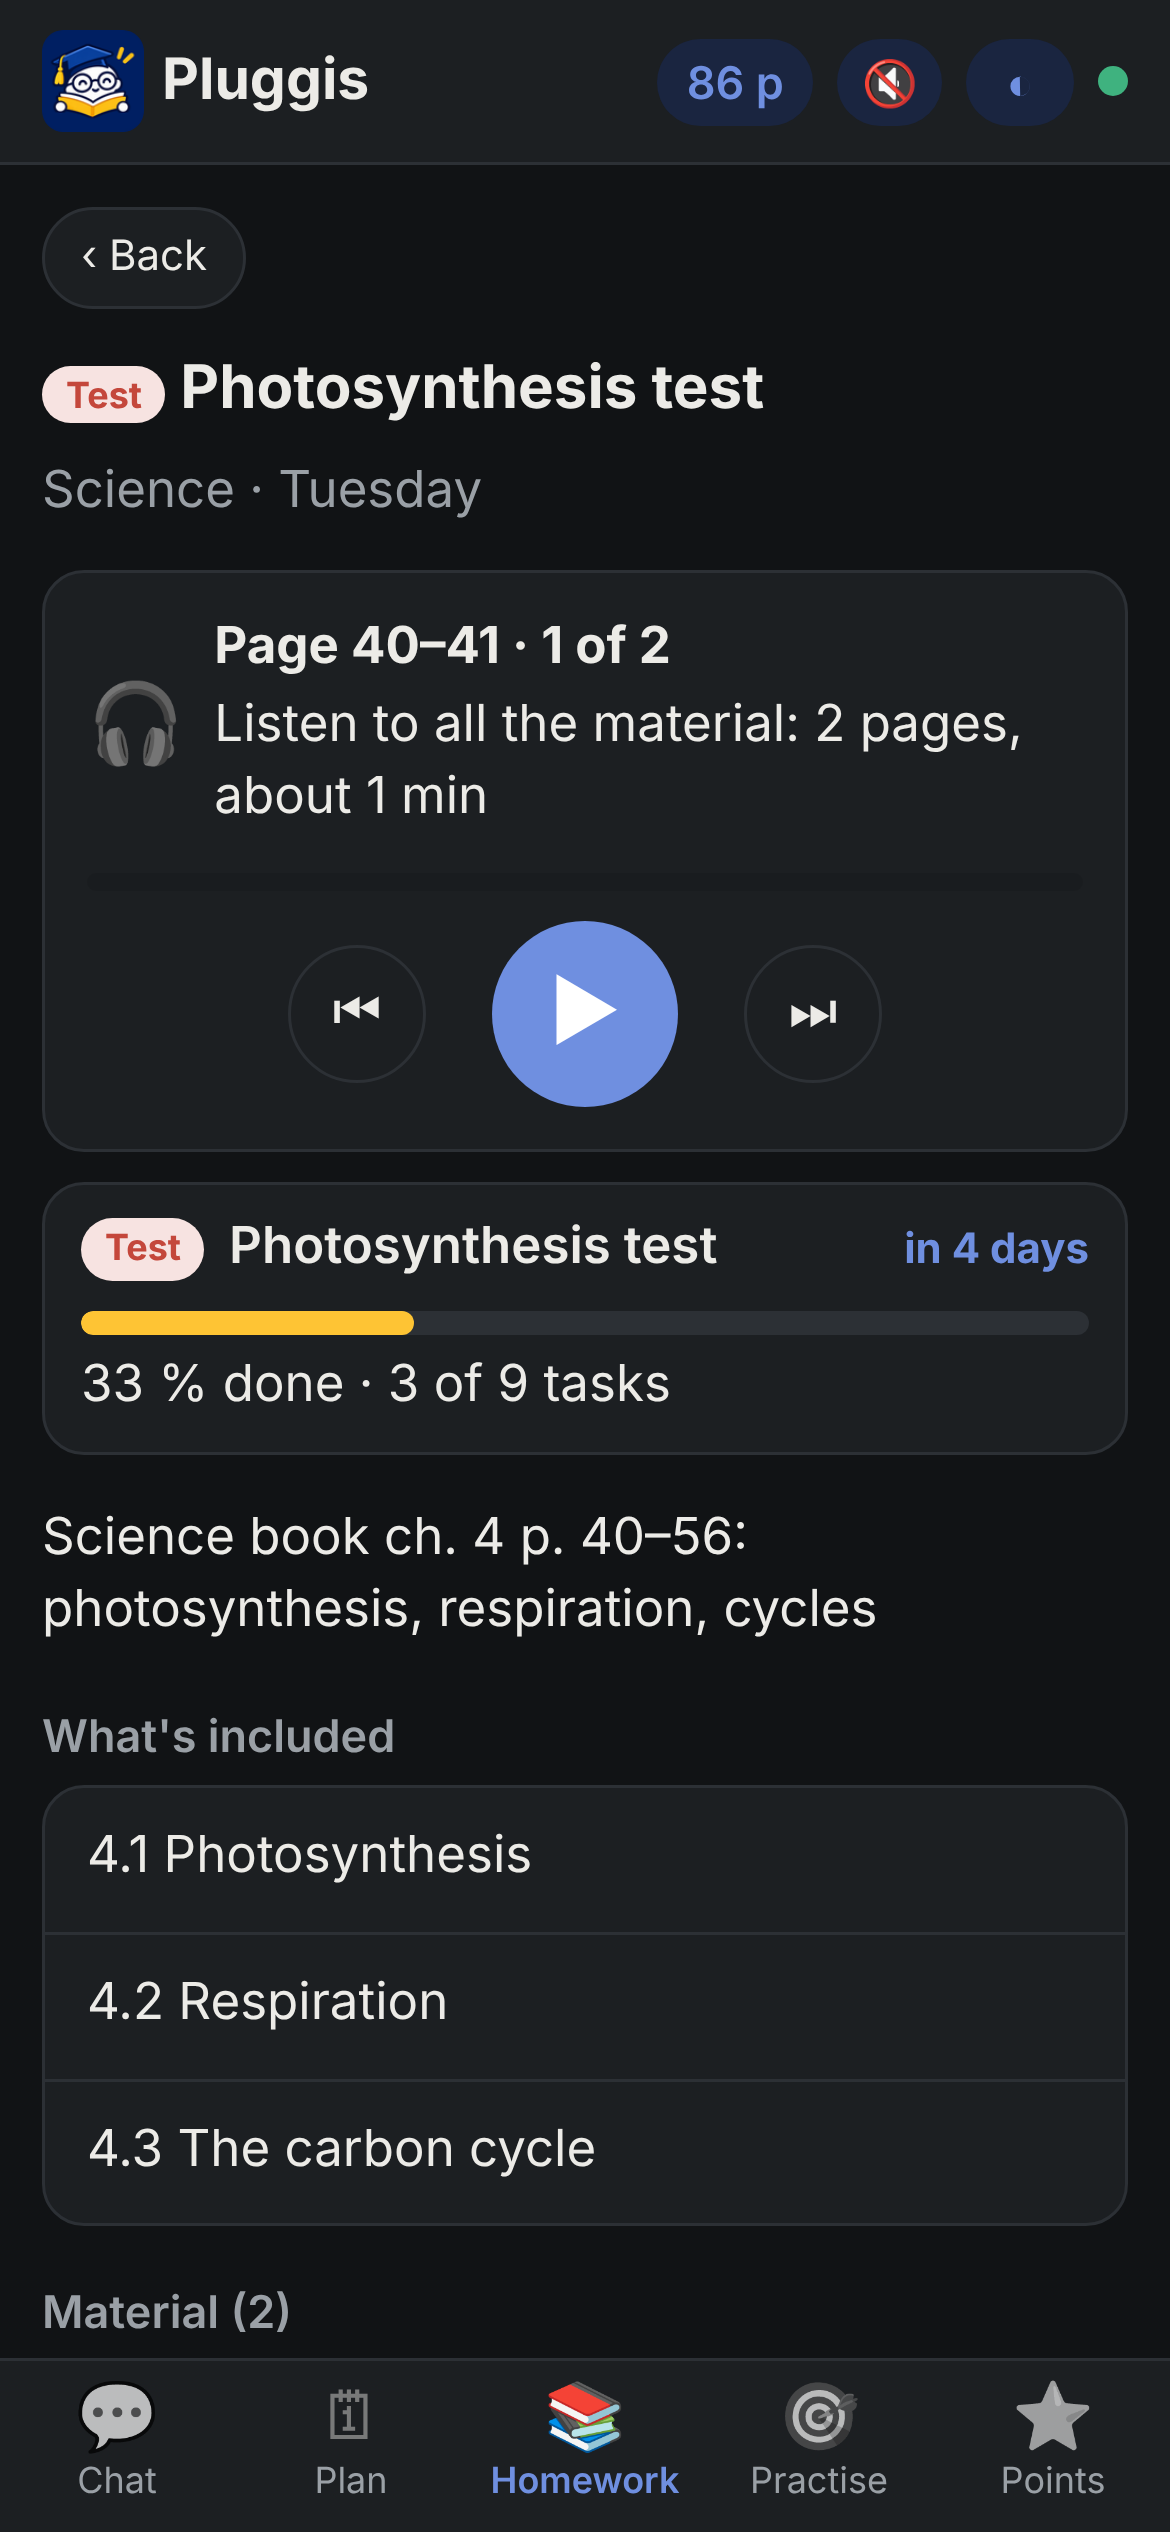 Pluggis
86 p
‹ Back
Test Photosynthesis test
Science · Tuesday
Page 40–41 · 1 of 2
Listen to all the material: 2 pages,
about 1 min
Test Photosynthesis test in 4 days
33 % done · 3 of 9 tasks
Science book ch. 4 p. 40–56:
photosynthesis, respiration, cycles
What's included
4.1 Photosynthesis
4.2 Respiration
4.3 The carbon cycle
Material (2)
Chat Plan Homework Practise Points